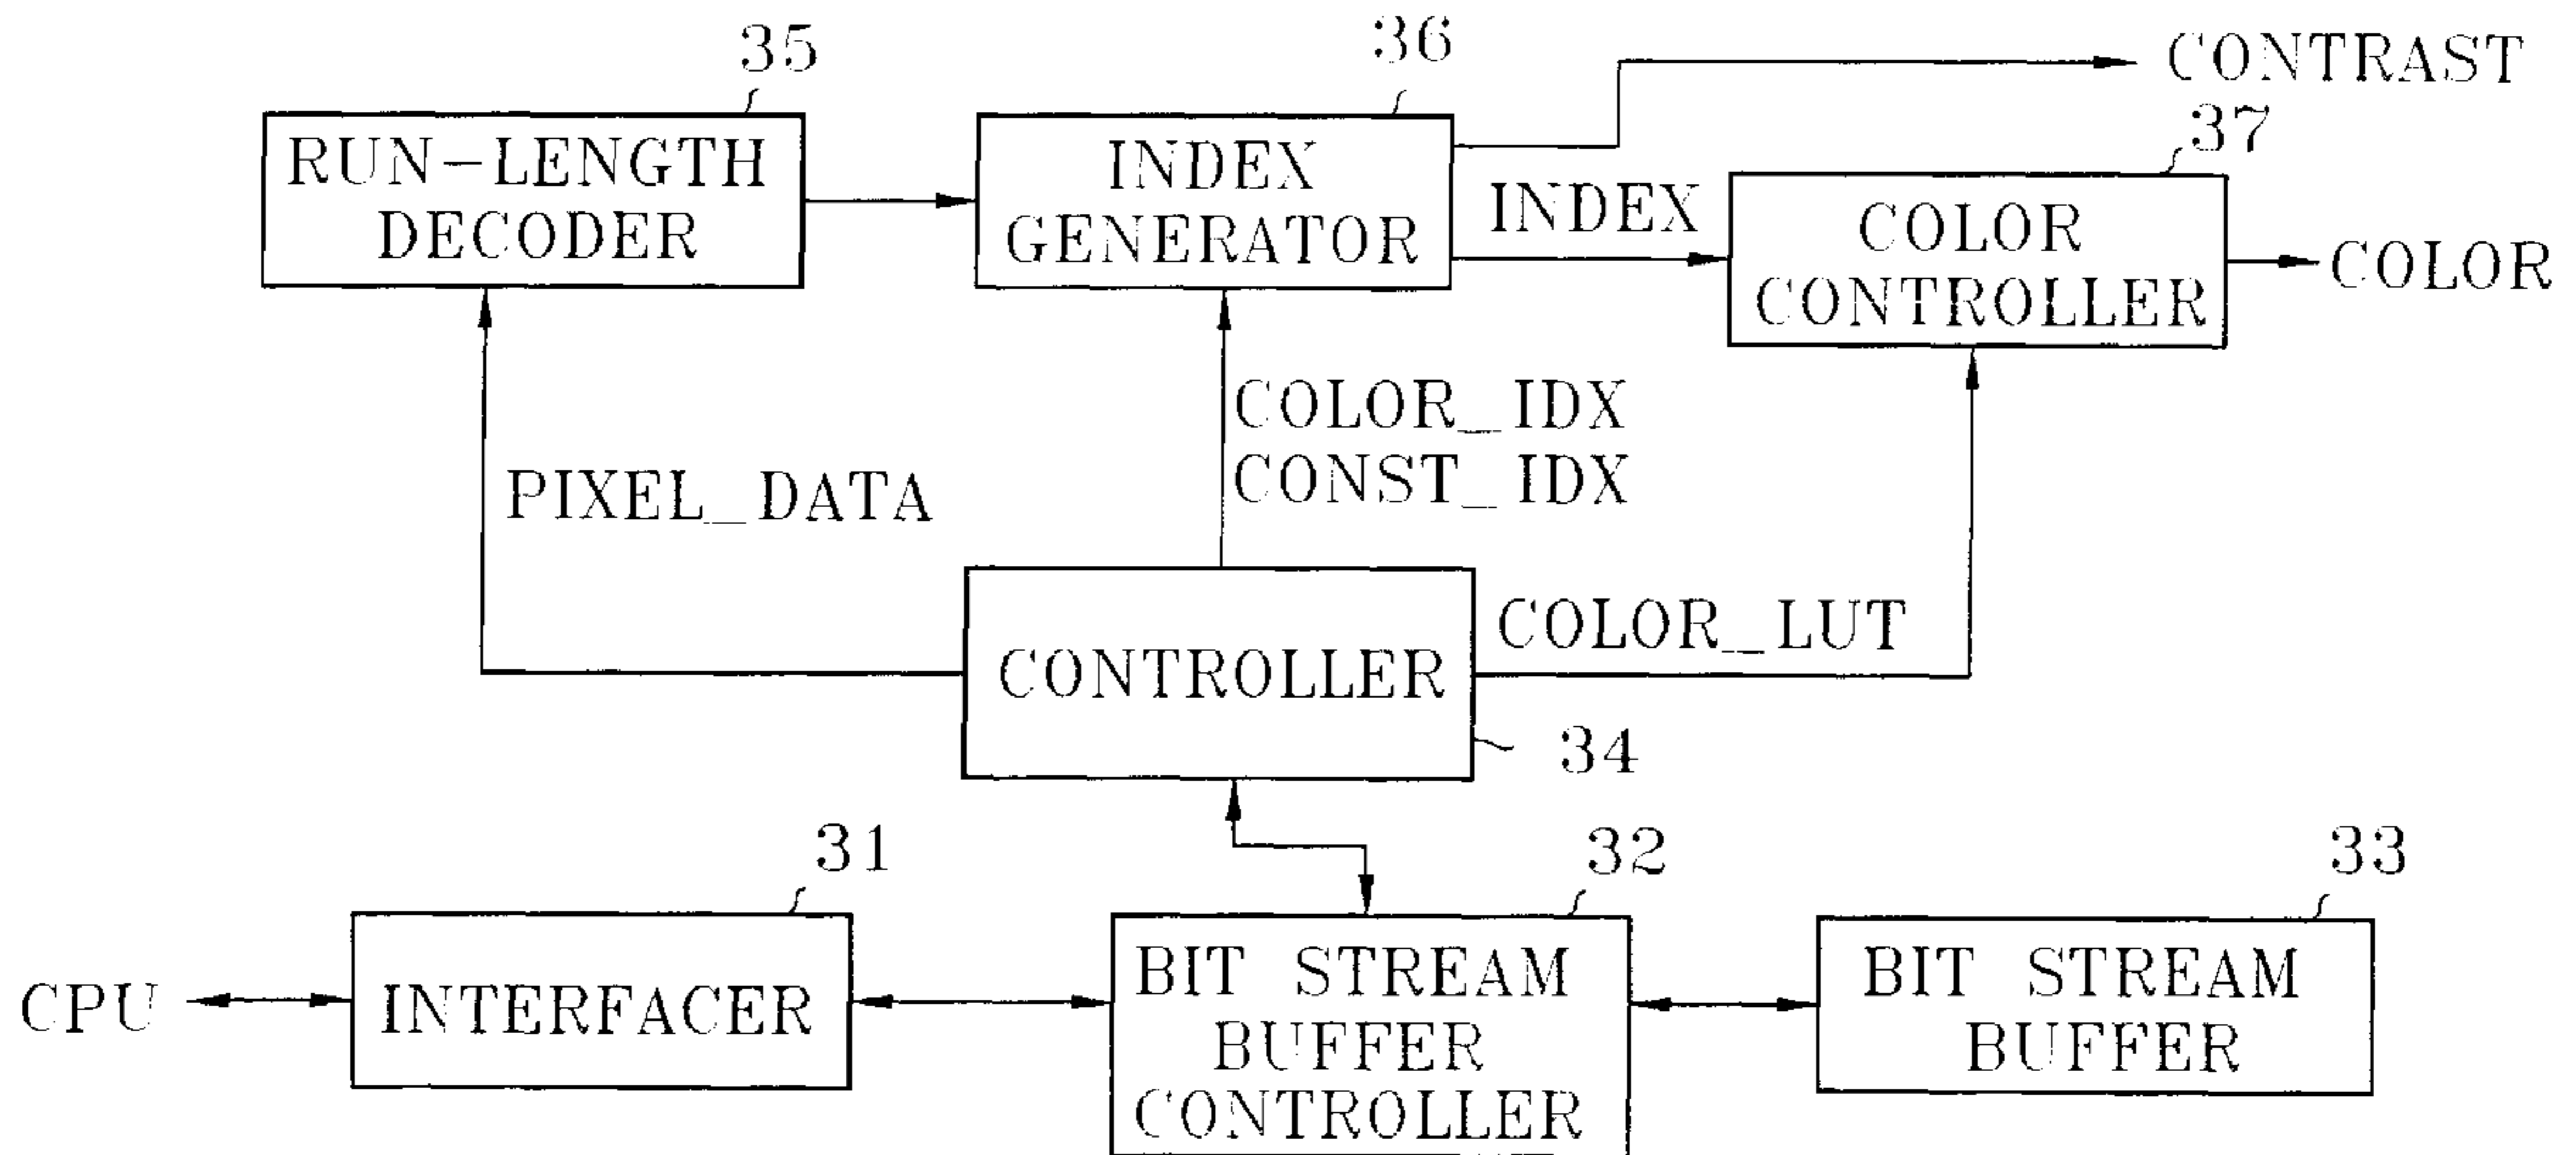 35
36
CONTRAST
37
RUN-LENGTH
DECODER
INDEX
GENERATOR
INDEX
COLOR
CONTROLLER
COLOR
PIXEL_DATA
COLOR_IDX
CONST_IDX
CONTROLLER
COLOR_LUT
34
31
32
33
CPU
INTERFACER
BIT STREAM
BUFFER
CONTROLLER
BIT STREAM
BUFFER